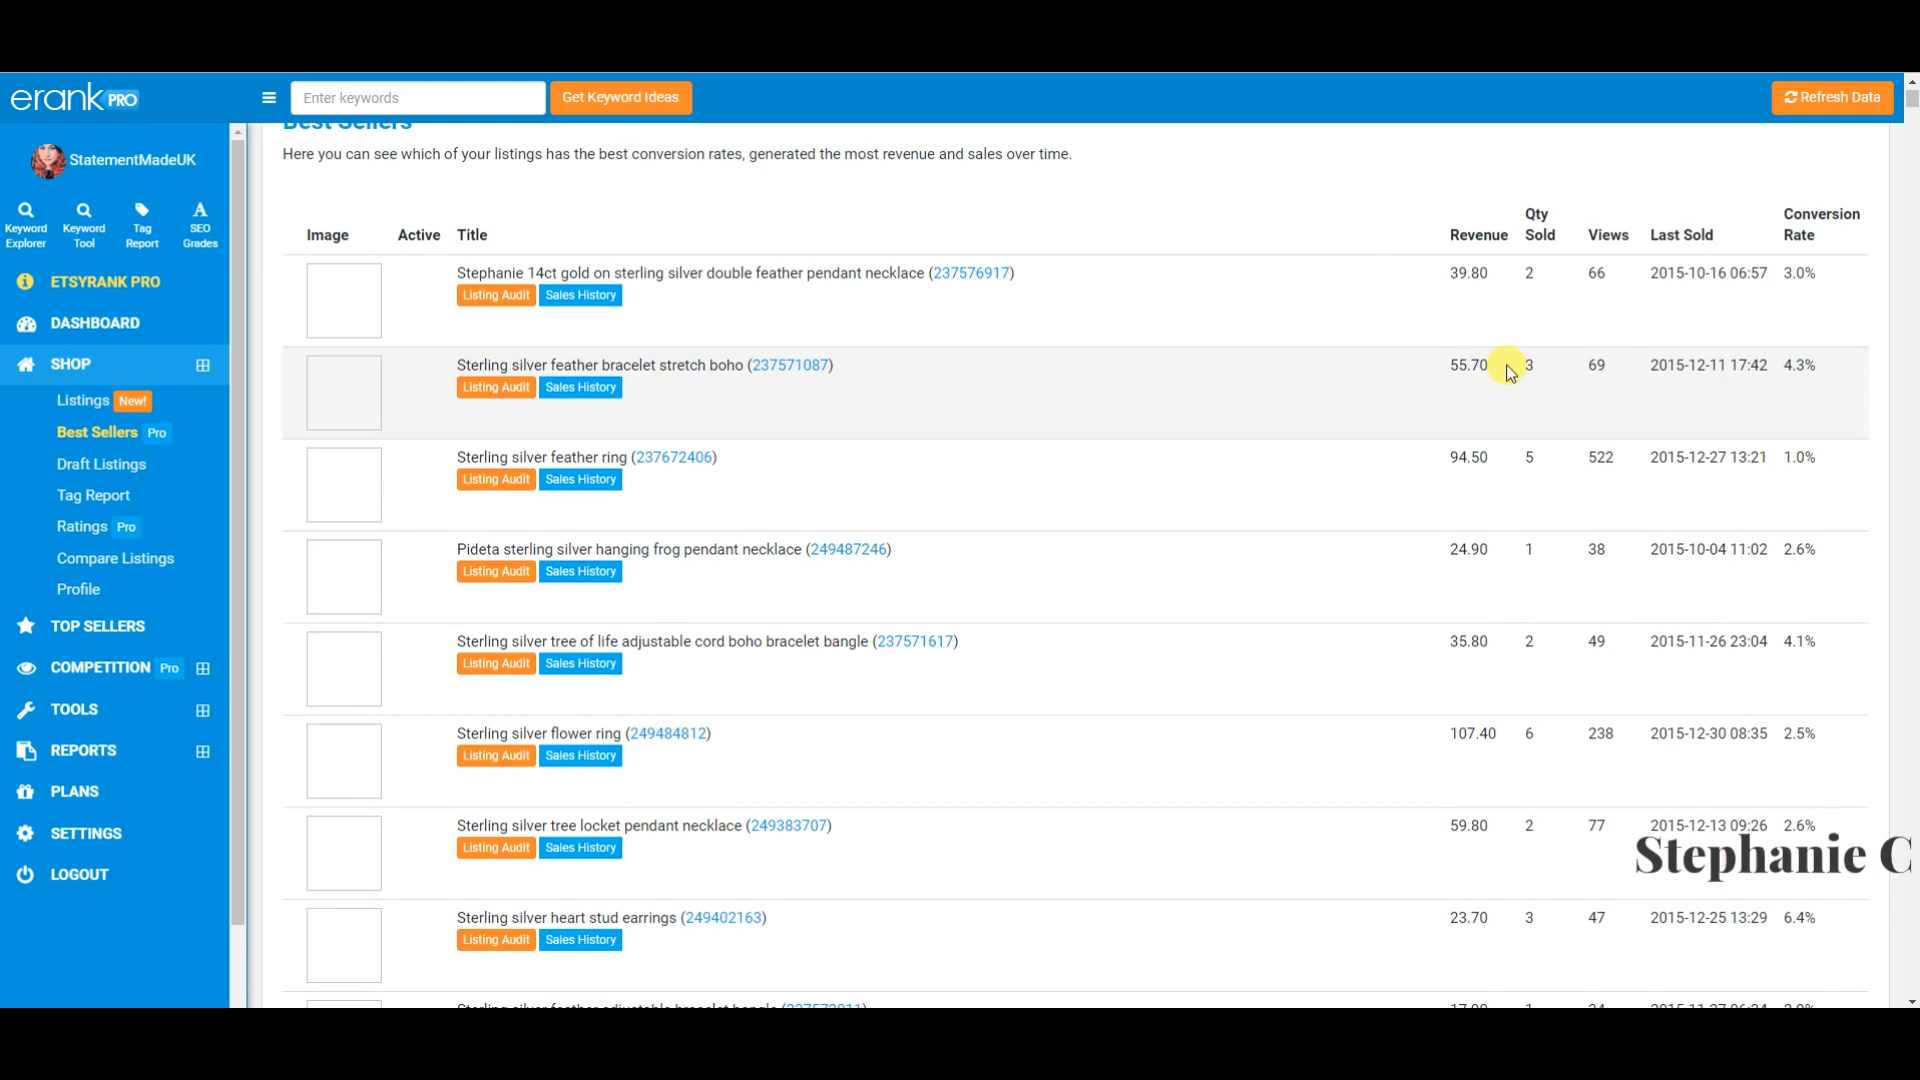 erank PRO
Enter keywords
Get Keyword Ideas
Refresh Data
StatementMadeUK
Keyword Explorer
Keyword Tool
Tag Report
SEO Grades
ETSYRANK PRO
DASHBOARD
SHOP
Listings New!
Best Sellers Pro
Draft Listings
Tag Report
Ratings Pro
Compare Listings
Profile
TOP SELLERS
COMPETITION Pro
TOOLS
REPORTS
PLANS
SETTINGS
LOGOUT
Best Sellers
Here you can see which of your listings has the best conversion rates, generated the most revenue and sales over time.
Image Active Title Revenue Qty Sold Views Last Sold Conversion Rate
Stephanie 14ct gold on sterling silver double feather pendant necklace (237576917) 39.80 2 66 2015-10-16 06:57 3.0%
Listing Audit Sales History
Sterling silver feather bracelet stretch boho (237571087) 55.70 3 69 2015-12-11 17:42 4.3%
Listing Audit Sales History
Sterling silver feather ring (237672406) 94.50 5 522 2015-12-27 13:21 1.0%
Listing Audit Sales History
Pideta sterling silver hanging frog pendant necklace (249487246) 24.90 1 38 2015-10-04 11:02 2.6%
Listing Audit Sales History
Sterling silver tree of life adjustable cord boho bracelet bangle (237571617) 35.80 2 49 2015-11-26 23:04 4.1%
Listing Audit Sales History
Sterling silver flower ring (249484812) 107.40 6 238 2015-12-30 08:35 2.5%
Listing Audit Sales History
Sterling silver tree locket pendant necklace (249383707) 59.80 2 77 2015-12-13 09:26 2.6%
Listing Audit Sales History
Stephanie C
Sterling silver heart stud earrings (249402163) 23.70 3 47 2015-12-25 13:29 6.4%
Listing Audit Sales History